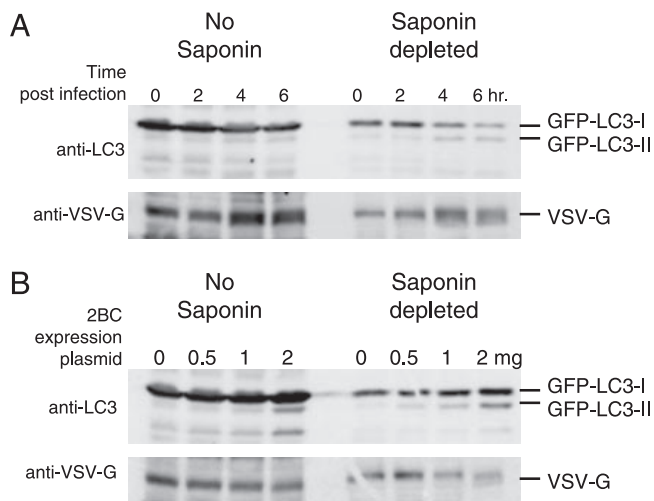 A
No
Saponin
Saponin
depleted
Time
post infection
0 2 4 6 0 2 4 6 hr.
anti-LC3
GFP-LC3-I
GFP-LC3-II
anti-VSV-G
VSV-G
B
No
Saponin
Saponin
depleted
2BC
expression
plasmid
0 0.5 1 2 0 0.5 1 2 mg
anti-LC3
GFP-LC3-I
GFP-LC3-II
anti-VSV-G
VSV-G